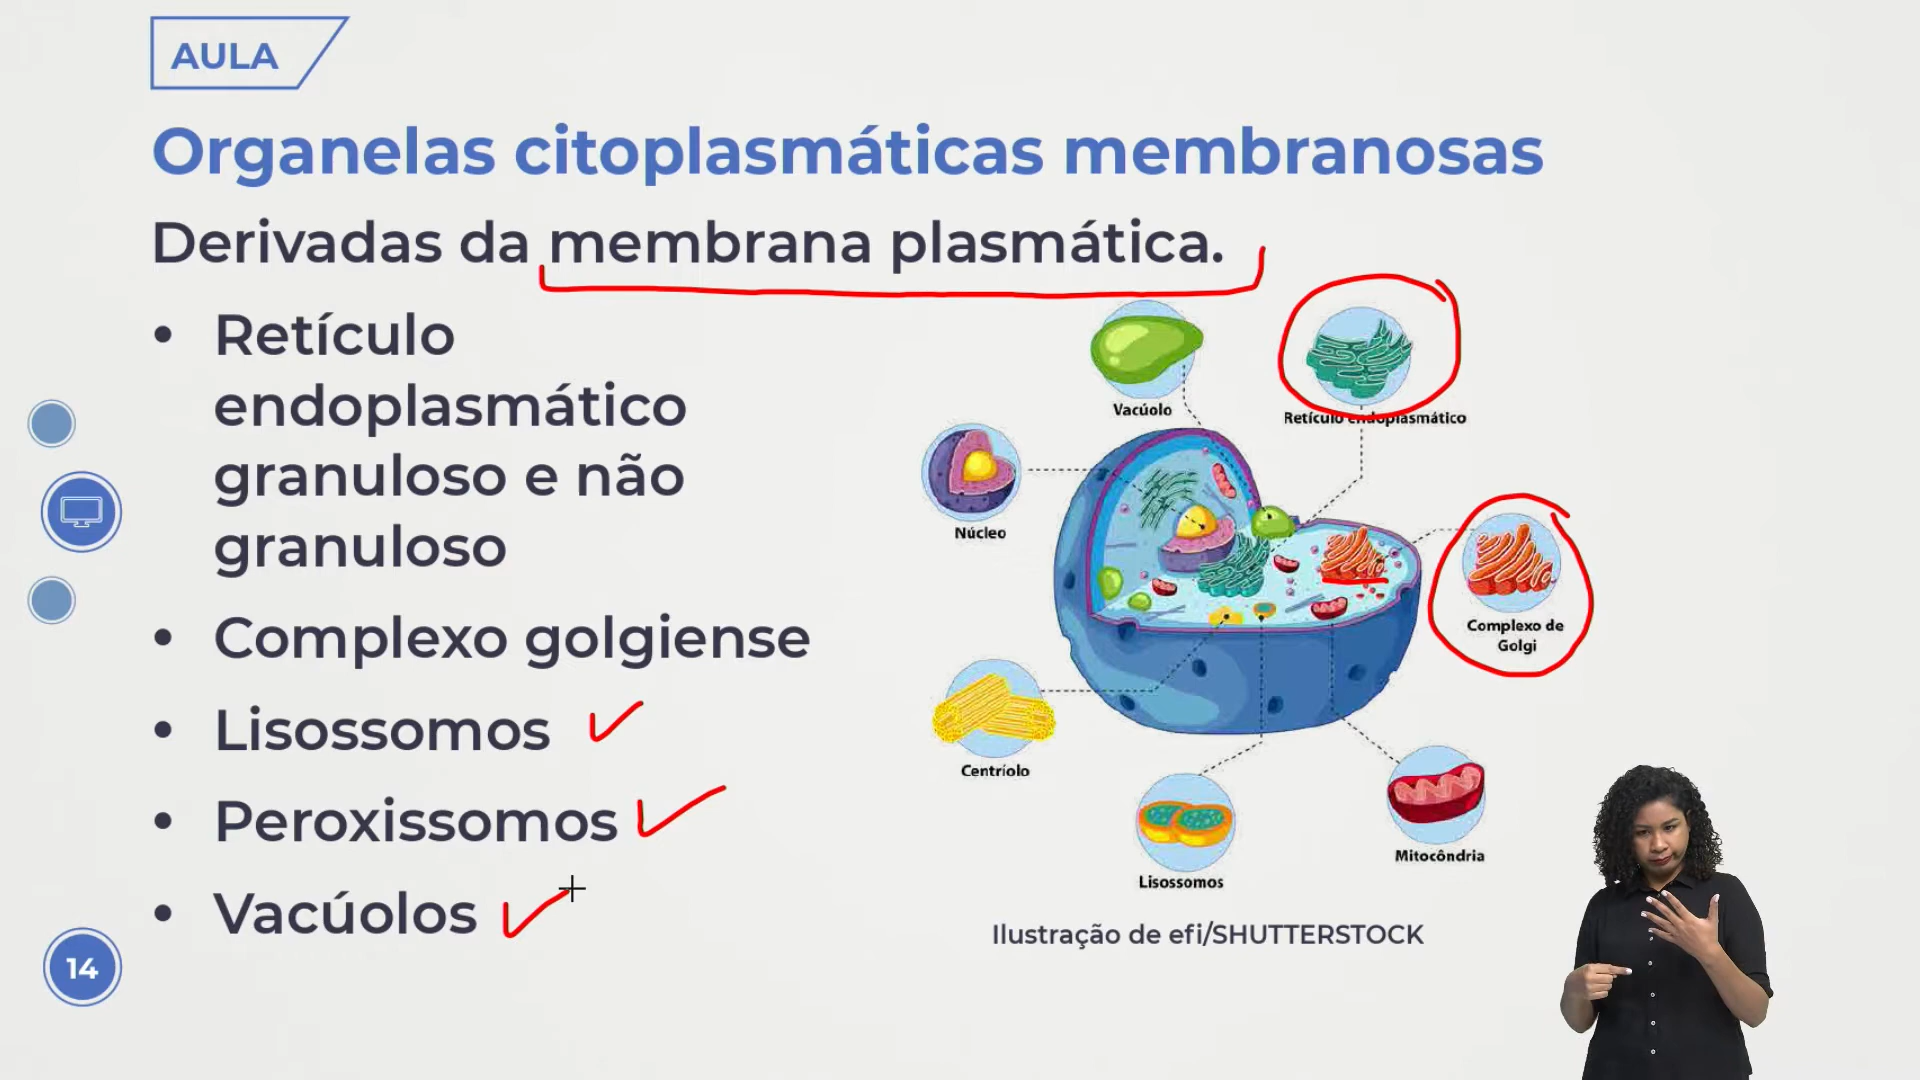 AULA
Organelas citoplasmáticas membranosas
Derivadas da membrana plasmática.
• Retículo
endoplasmático
granuloso e não
granuloso
• Complexo golgiense
• Lisossomos
• Peroxissomos
• Vacúolos
14
Vacúolo
Retículo endoplasmático
Núcleo
Complexo de
Golgi
Centríolo
Lisossomos
Mitocôndria
Ilustração de efi/SHUTTERSTOCK